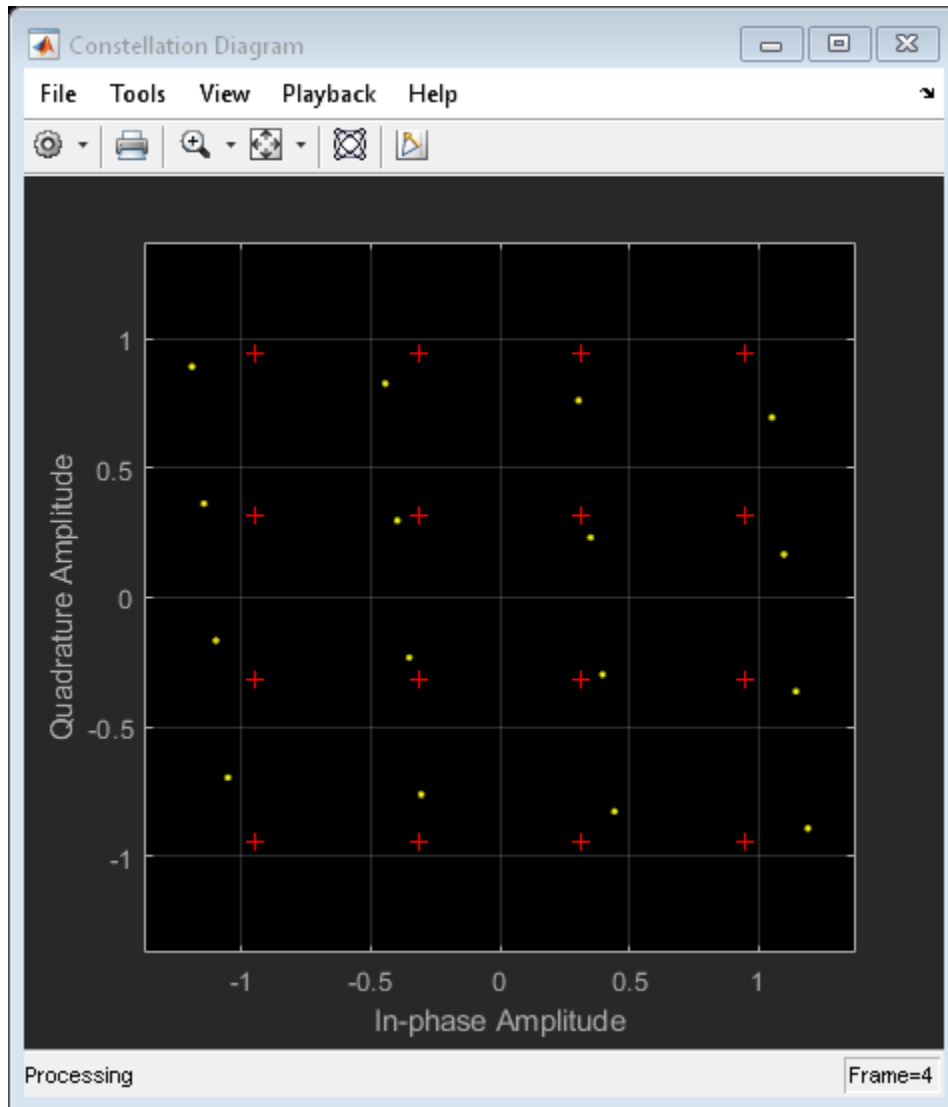 Constellation Diagram
File Tools View Playback Help
1
0.5
0
-0.5
-1
Quadrature Amplitude
-1 -0.5 0 0.5 1
In-phase Amplitude
Processing Frame=4